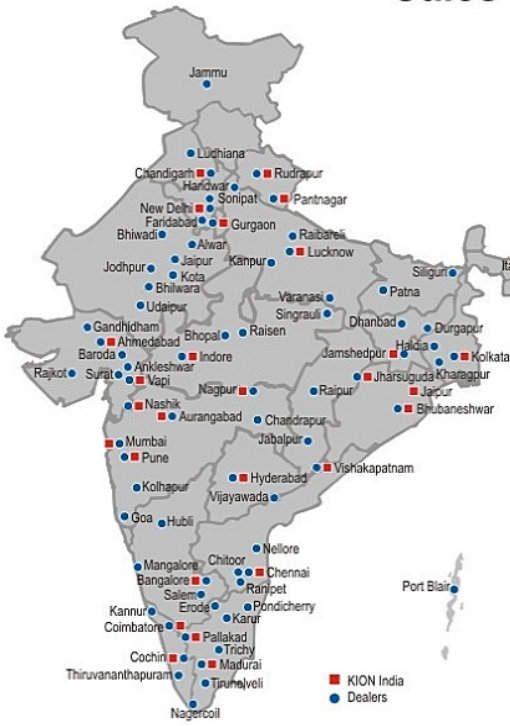 Jammu
Ludhiana
Chandigarh
Rudrapur
Haridwar
Sonipat
Pantnagar
New Delhi
Faridabad
Gurgaon
Bhiwadi
Raibareli
Alwar
Lucknow
Jaipur
Kanpur
Jodhpur
Kota
Siliguri
Ita
Bhilwara
Patna
Varanasi
Udaipur
Singrauli
Gandhidham
Dhanbad
Durgapur
Bhopal
Raisen
Ahmedabad
Haldia
Baroda
Indore
Jamshedpur
Kolkata
Ankleshwar
Rajkot
Surat
Vapi
Jharsuguda
Kharagpur
Nagpur
Raipur
Jaipur
Nashik
Aurangabad
Bhubaneshwar
Chandrapur
Mumbai
Jabalpur
Pune
Vishakapatnam
Hyderabad
Kolhapur
Vijayawada
Goa
Hubli
Nellore
Mangalore
Chitoor
Chennai
Bangalore
Ranipet
Port Blair
Salem
Kannur
Erode
Pondicherry
Coimbatore
Karur
Pallakad
Trichy
Cochin
Madurai
Thiruvananthapuram
Tirunelveli
KION India
Dealers
Nagercoil